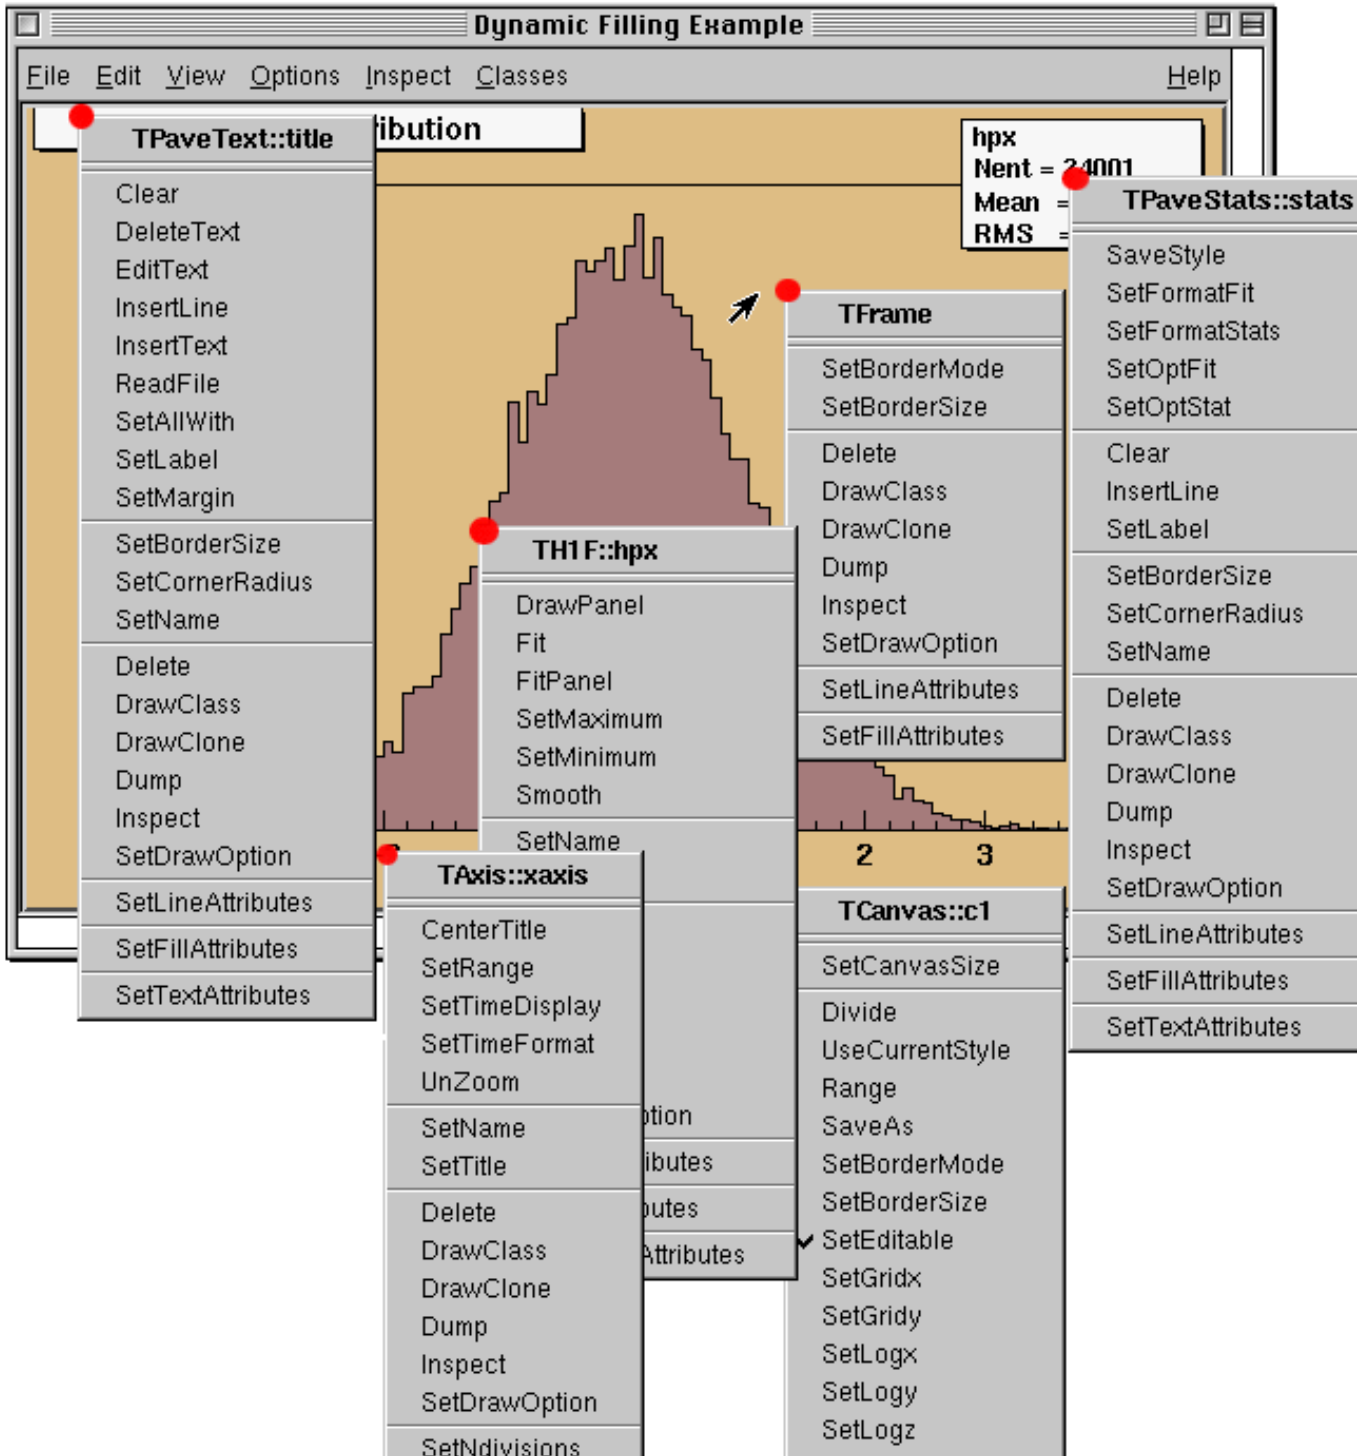 Dynamic Filling Example
File Edit View Options Inspect Classes Help
ibution
hpx
Nent = 24001
Mean =
RMS =
TPaveText::title
Clear
DeleteText
EditText
InsertLine
InsertText
ReadFile
SetAllWith
SetLabel
SetMargin
SetBorderSize
SetCornerRadius
SetName
Delete
DrawClass
DrawClone
Dump
Inspect
SetDrawOption
SetLineAttributes
SetFillAttributes
SetTextAttributes
TPaveStats::stats
SaveStyle
SetFormatFit
SetFormatStats
SetOptFit
SetOptStat
Clear
InsertLine
SetLabel
SetBorderSize
SetCornerRadius
SetName
Delete
DrawClass
DrawClone
Dump
Inspect
SetDrawOption
SetLineAttributes
SetFillAttributes
SetTextAttributes
TFrame
SetBorderMode
SetBorderSize
Delete
DrawClass
DrawClone
Dump
Inspect
SetDrawOption
SetLineAttributes
SetFillAttributes
TH1F::hpx
DrawPanel
Fit
FitPanel
SetMaximum
SetMinimum
Smooth
SetName
tion
ibutes
butes
Attributes
2 3
TAxis::xaxis
CenterTitle
SetRange
SetTimeDisplay
SetTimeFormat
UnZoom
SetName
SetTitle
Delete
DrawClass
DrawClone
Dump
Inspect
SetDrawOption
SetNdivisions
TCanvas::c1
SetCanvasSize
Divide
UseCurrentStyle
Range
SaveAs
SetBorderMode
SetBorderSize
SetEditable
SetGridx
SetGridy
SetLogx
SetLogy
SetLogz